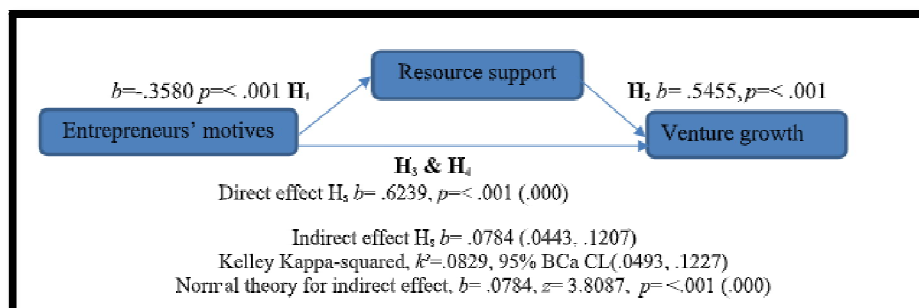 Resource support
b=-.3580 p=< .001 H₁
H₂ b= .5455, p=< .001
Entrepreneurs’ motives
Venture growth
H₃ & H₄
Direct effect H₃ b= .6239, p=< .001 (.000)
Indirect effect H₃ b= .0784 (.0443, .1207)
Kelley Kappa-squared, k²=.0829, 95% BCa CL(.0493, .1227)
Normal theory for indirect effect, b= .0784, z= 3.8087, p=<.001 (.000)